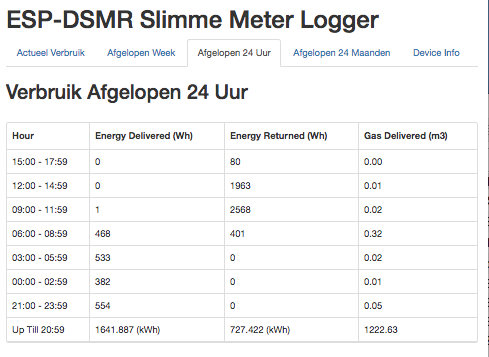 ESP-DSMR Slimme Meter Logger
Actueel Verbruik Afgelopen Week Afgelopen 24 Uur Afgelopen 24 Maanden Device Info
Verbruik Afgelopen 24 Uur
Hour Energy Delivered (Wh) Energy Returned (Wh) Gas Delivered (m3)
15:00 - 17:59 0 80 0.00
12:00 - 14:59 0 1963 0.01
09:00 - 11:59 1 2568 0.02
06:00 - 08:59 468 401 0.32
03:00 - 05:59 533 0 0.02
00:00 - 02:59 382 0 0.01
21:00 - 23:59 554 0 0.05
Up Till 20:59 1641.887 (kWh) 727.422 (kWh) 1222.63